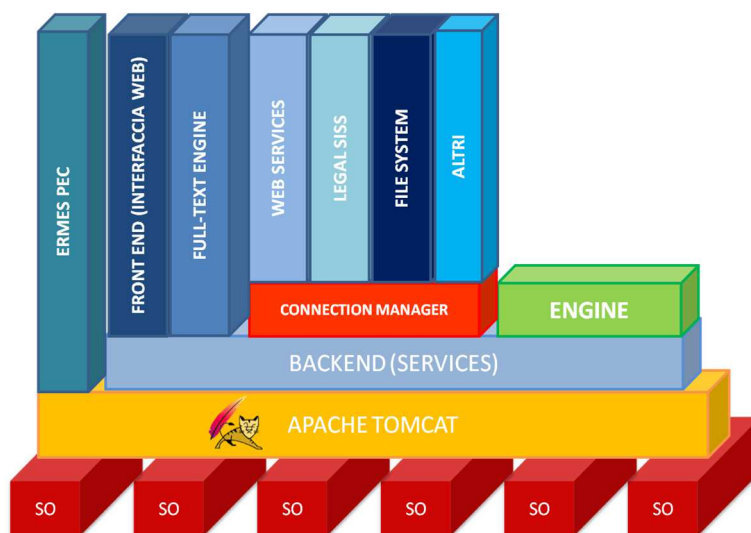 ERMES PEC
FRONT END (INTERFACCIA WEB)
FULL-TEXT ENGINE
WEB SERVICES
LEGAL SISS
FILE SYSTEM
ALTRI
CONNECTION MANAGER
ENGINE
BACKEND (SERVICES)
APACHE TOMCAT
SO
SO
SO
SO
SO
SO